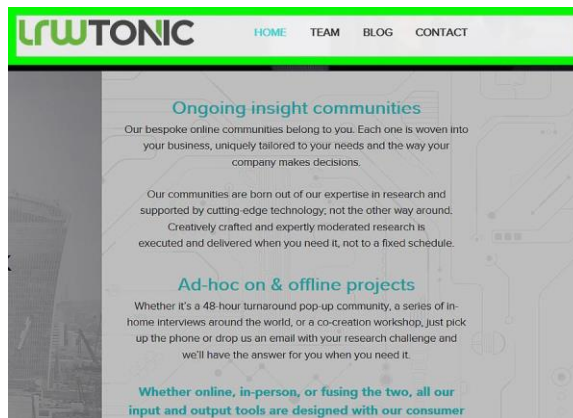 LRWTONIC
HOME TEAM BLOG CONTACT
Ongoing insight communities
Our bespoke online communities belong to you. Each one is woven into
your business, uniquely tailored to your needs and the way your
company makes decisions.
Our communities are born out of our expertise in research and
supported by cutting-edge technology; not the other way around.
Creatively crafted and expertly moderated research is
executed and delivered when you need it, not to a fixed schedule.
Ad-hoc on & offline projects
Whether it's a 48-hour turnaround pop-up community, a series of in-
home interviews around the world, or a co-creation workshop, just pick
up the phone or drop us an email with your research challenge and
we'll have the answer for you when you need it.
Whether online, in-person, or fusing the two, all our
input and output tools are designed with our consumer